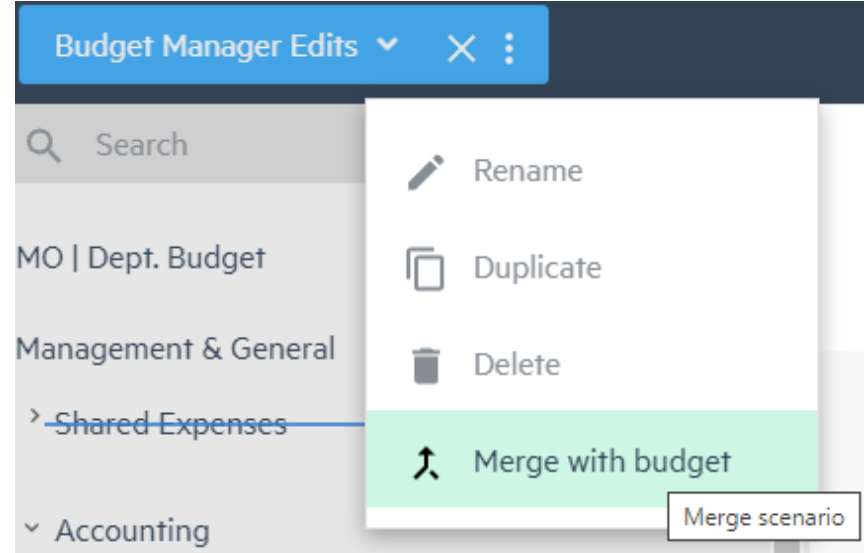 Budget Manager Edits
Search
Rename
MO | Dept. Budget
Duplicate
Management & General
Delete
Shared Expenses
Merge with budget
Merge scenario
Accounting